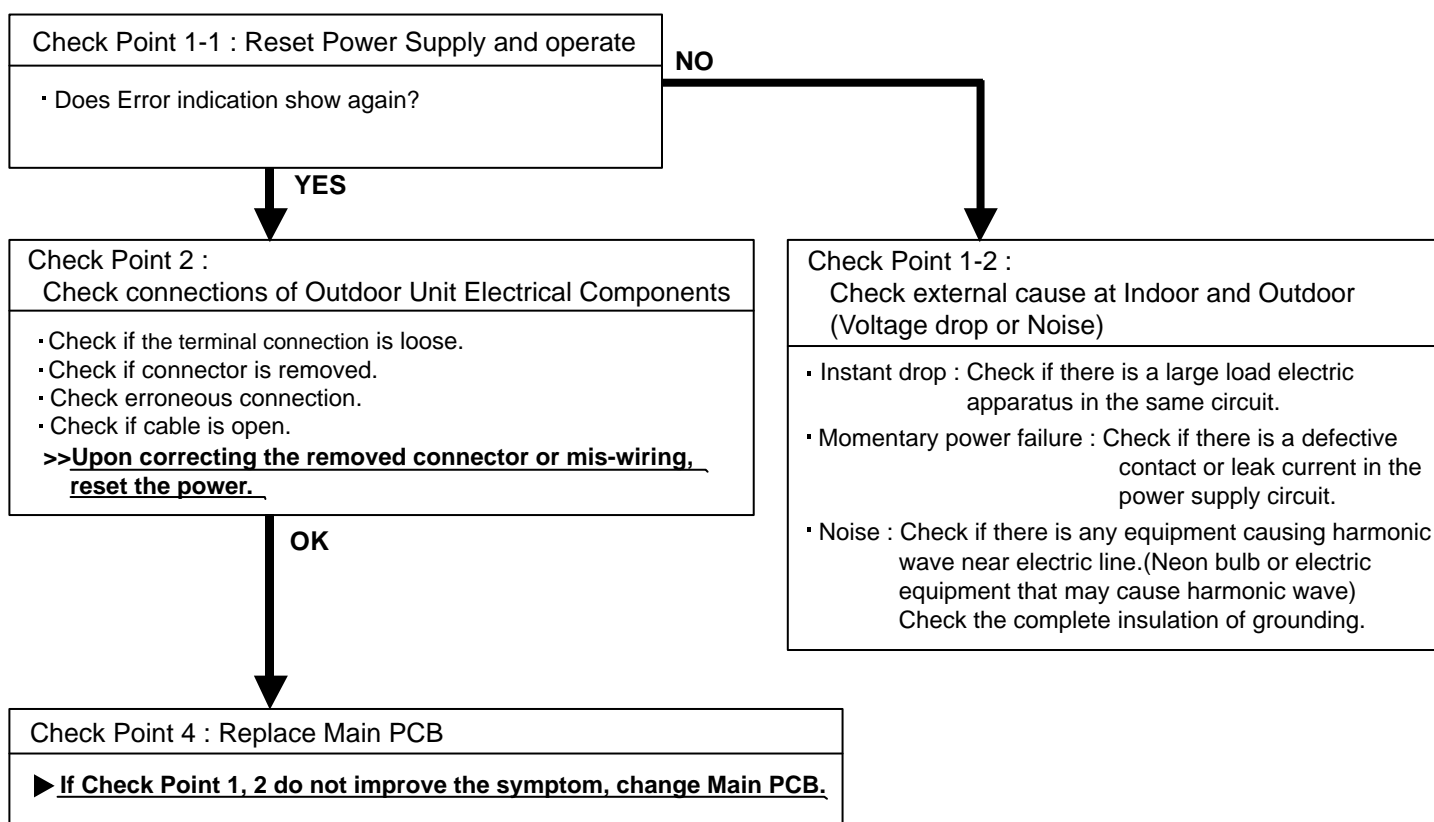 Check Point 1-1 : Reset Power Supply and operate
· Does Error indication show again?
NO
YES
Check Point 2 :
Check connections of Outdoor Unit Electrical Components
· Check if the terminal connection is loose.
· Check if connector is removed.
· Check erroneous connection.
· Check if cable is open.
>>Upon correcting the removed connector or mis-wiring,
reset the power.
OK
Check Point 1-2 :
Check external cause at Indoor and Outdoor
(Voltage drop or Noise)
· Instant drop : Check if there is a large load electric
apparatus in the same circuit.
· Momentary power failure : Check if there is a defective
contact or leak current in the
power supply circuit.
· Noise : Check if there is any equipment causing harmonic
wave near electric line.(Neon bulb or electric
equipment that may cause harmonic wave)
Check the complete insulation of grounding.
Check Point 4 : Replace Main PCB
▶ If Check Point 1, 2 do not improve the symptom, change Main PCB.